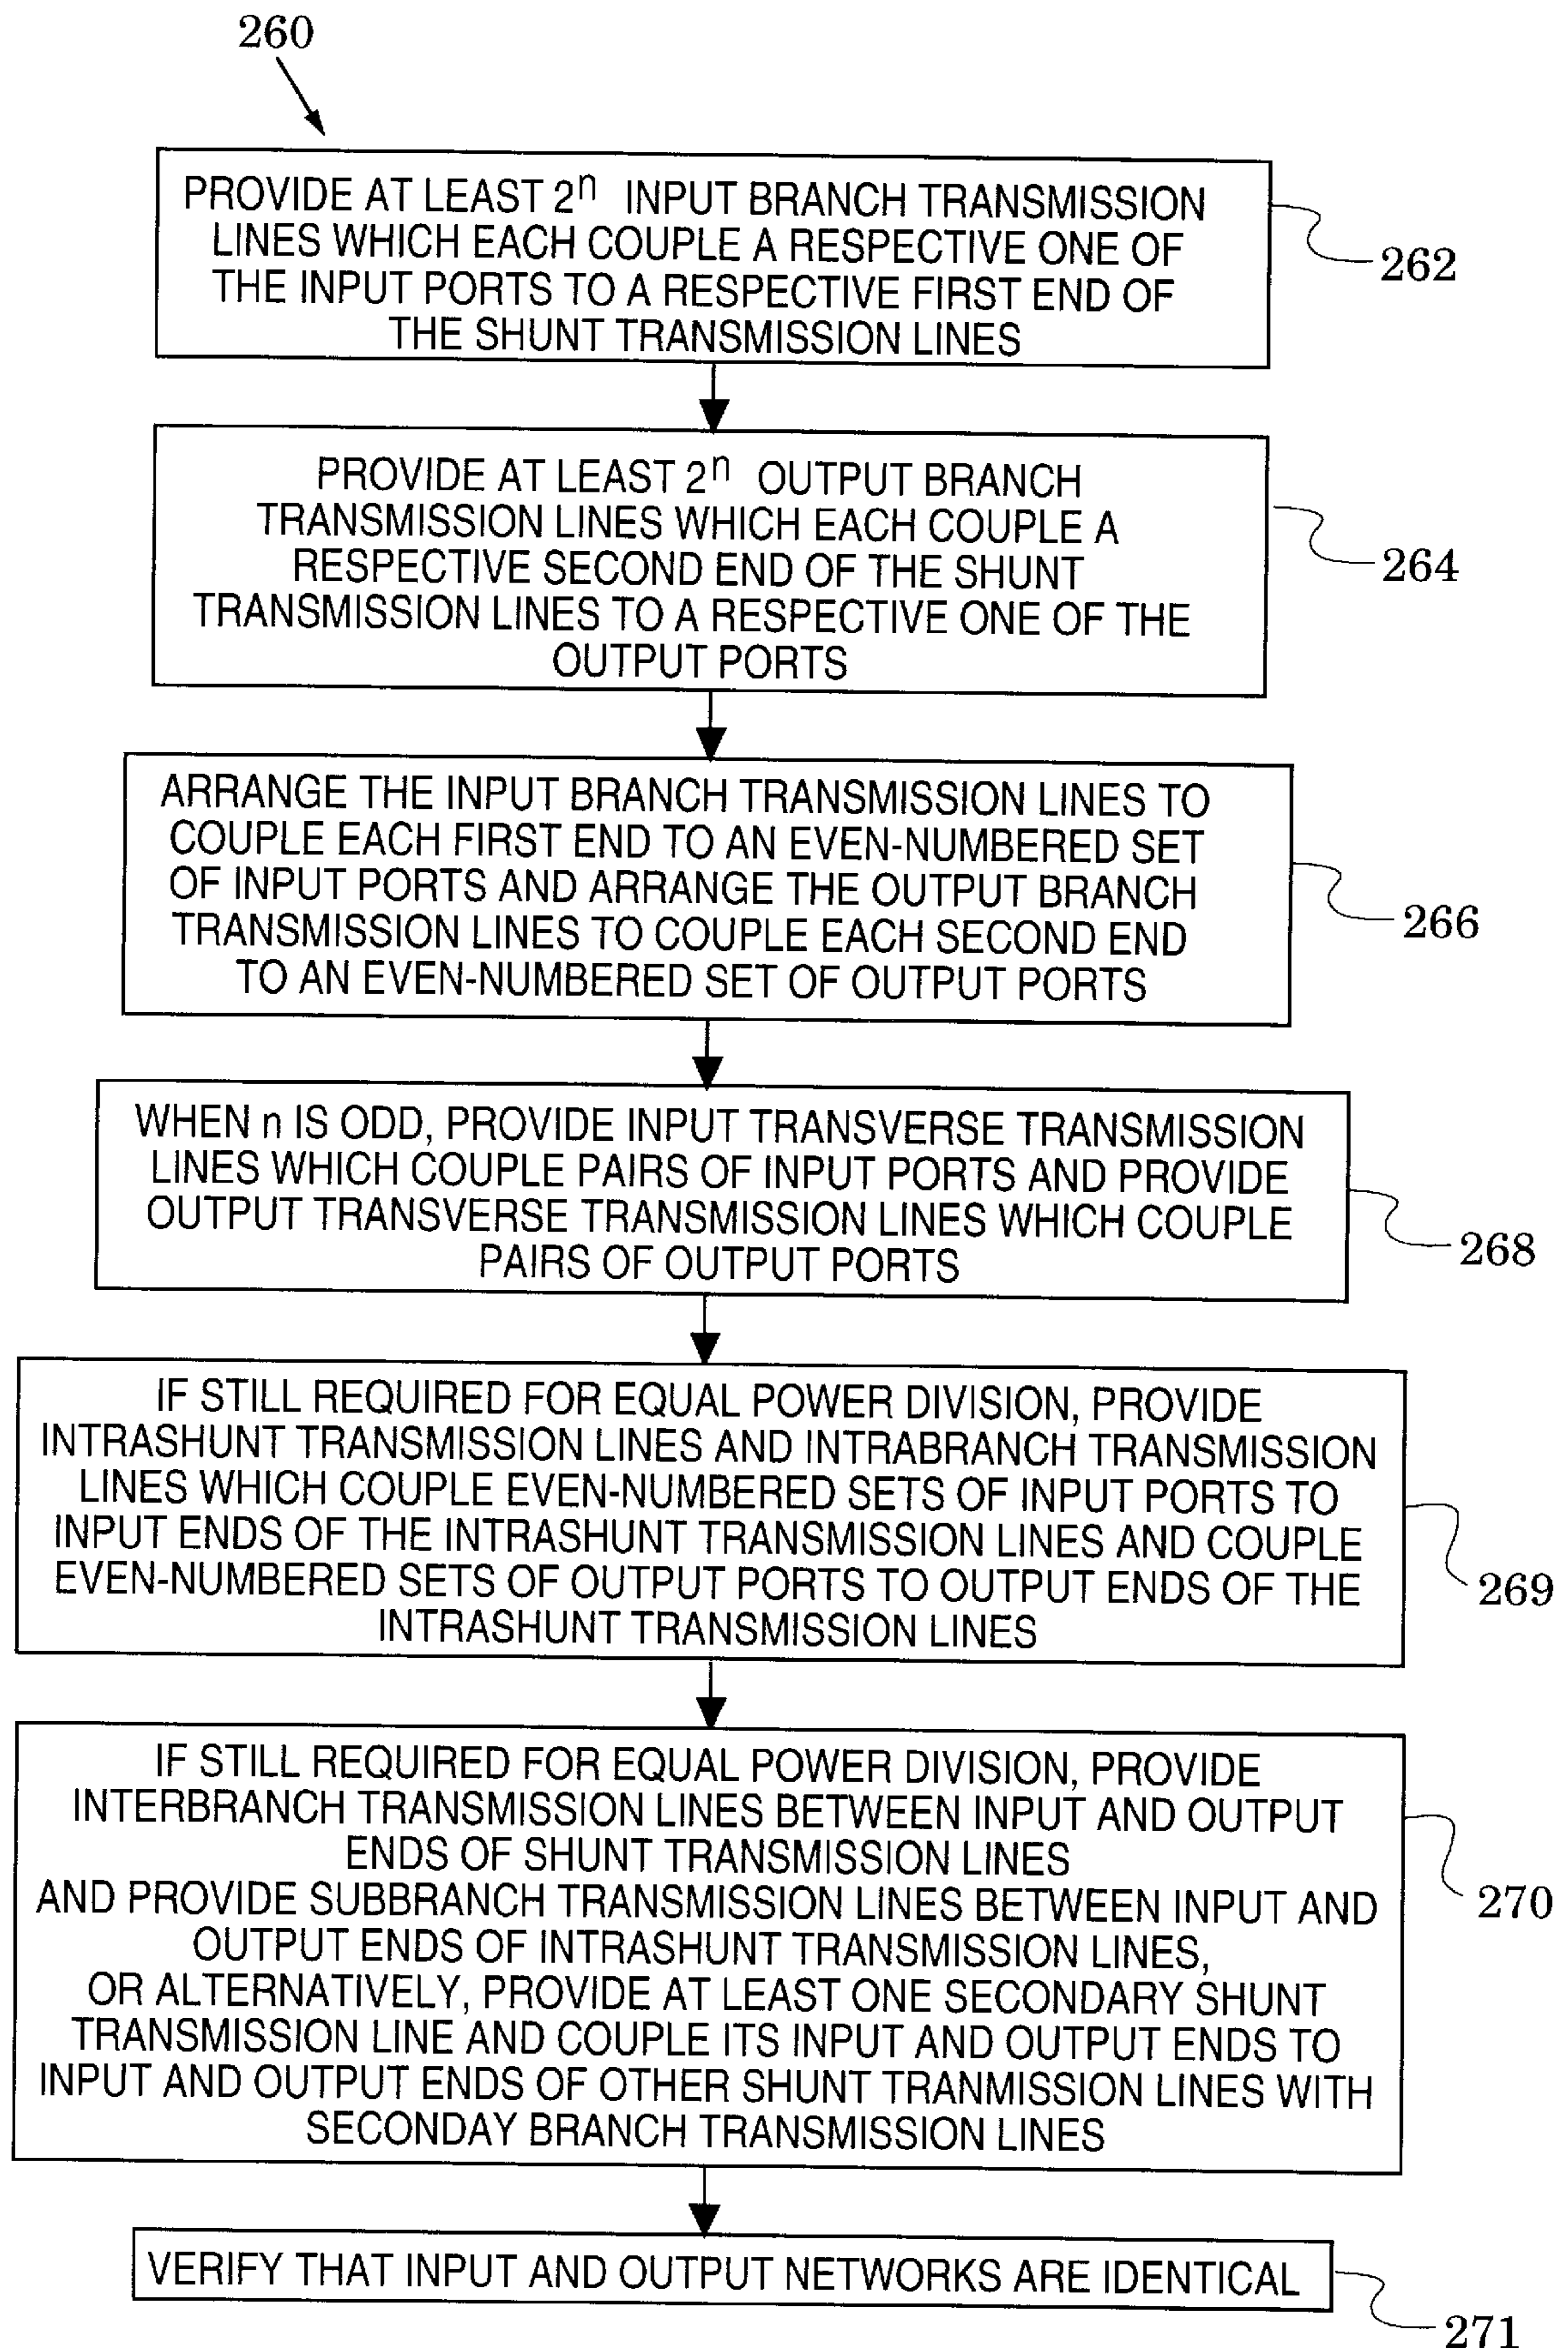 260
PROVIDE AT LEAST 2ⁿ INPUT BRANCH TRANSMISSION
LINES WHICH EACH COUPLE A RESPECTIVE ONE OF
THE INPUT PORTS TO A RESPECTIVE FIRST END OF
THE SHUNT TRANSMISSION LINES
262
PROVIDE AT LEAST 2ⁿ OUTPUT BRANCH
TRANSMISSION LINES WHICH EACH COUPLE A
RESPECTIVE SECOND END OF THE SHUNT
TRANSMISSION LINES TO A RESPECTIVE ONE OF THE
OUTPUT PORTS
264
ARRANGE THE INPUT BRANCH TRANSMISSION LINES TO
COUPLE EACH FIRST END TO AN EVEN-NUMBERED SET
OF INPUT PORTS AND ARRANGE THE OUTPUT BRANCH
TRANSMISSION LINES TO COUPLE EACH SECOND END
TO AN EVEN-NUMBERED SET OF OUTPUT PORTS
266
WHEN n IS ODD, PROVIDE INPUT TRANSVERSE TRANSMISSION
LINES WHICH COUPLE PAIRS OF INPUT PORTS AND PROVIDE
OUTPUT TRANSVERSE TRANSMISSION LINES WHICH COUPLE
PAIRS OF OUTPUT PORTS
268
IF STILL REQUIRED FOR EQUAL POWER DIVISION, PROVIDE
INTRASHUNT TRANSMISSION LINES AND INTRABRANCH TRANSMISSION
LINES WHICH COUPLE EVEN-NUMBERED SETS OF INPUT PORTS TO
INPUT ENDS OF THE INTRASHUNT TRANSMISSION LINES AND COUPLE
EVEN-NUMBERED SETS OF OUTPUT PORTS TO OUTPUT ENDS OF THE
INTRASHUNT TRANSMISSION LINES
269
IF STILL REQUIRED FOR EQUAL POWER DIVISION, PROVIDE
INTERBRANCH TRANSMISSION LINES BETWEEN INPUT AND OUTPUT
ENDS OF SHUNT TRANSMISSION LINES
AND PROVIDE SUBBRANCH TRANSMISSION LINES BETWEEN INPUT AND
OUTPUT ENDS OF INTRASHUNT TRANSMISSION LINES,
OR ALTERNATIVELY, PROVIDE AT LEAST ONE SECONDARY SHUNT
TRANSMISSION LINE AND COUPLE ITS INPUT AND OUTPUT ENDS TO
INPUT AND OUTPUT ENDS OF OTHER SHUNT TRANMISSION LINES WITH
SECONDAY BRANCH TRANSMISSION LINES
270
VERIFY THAT INPUT AND OUTPUT NETWORKS ARE IDENTICAL
271